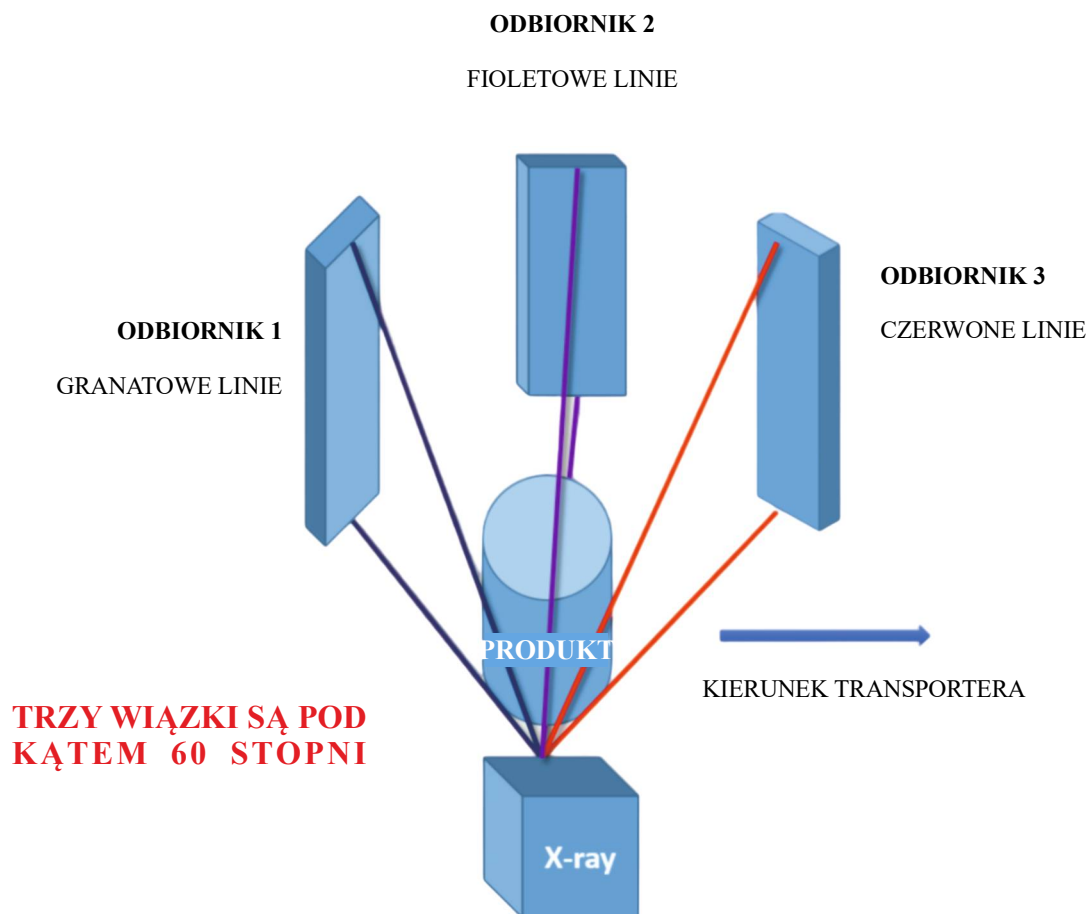 ODBIORNIK 2
FIOLETOWE LINIE
ODBIORNIK 3
CZERWONE LINIE
ODBIORNIK 1
GRANATOWE LINIE
PRODUKT
KIERUNEK TRANSPORTERA
TRZY WIĄZKI SĄ POD
KĄTEM 60 STOPNI
X-ray